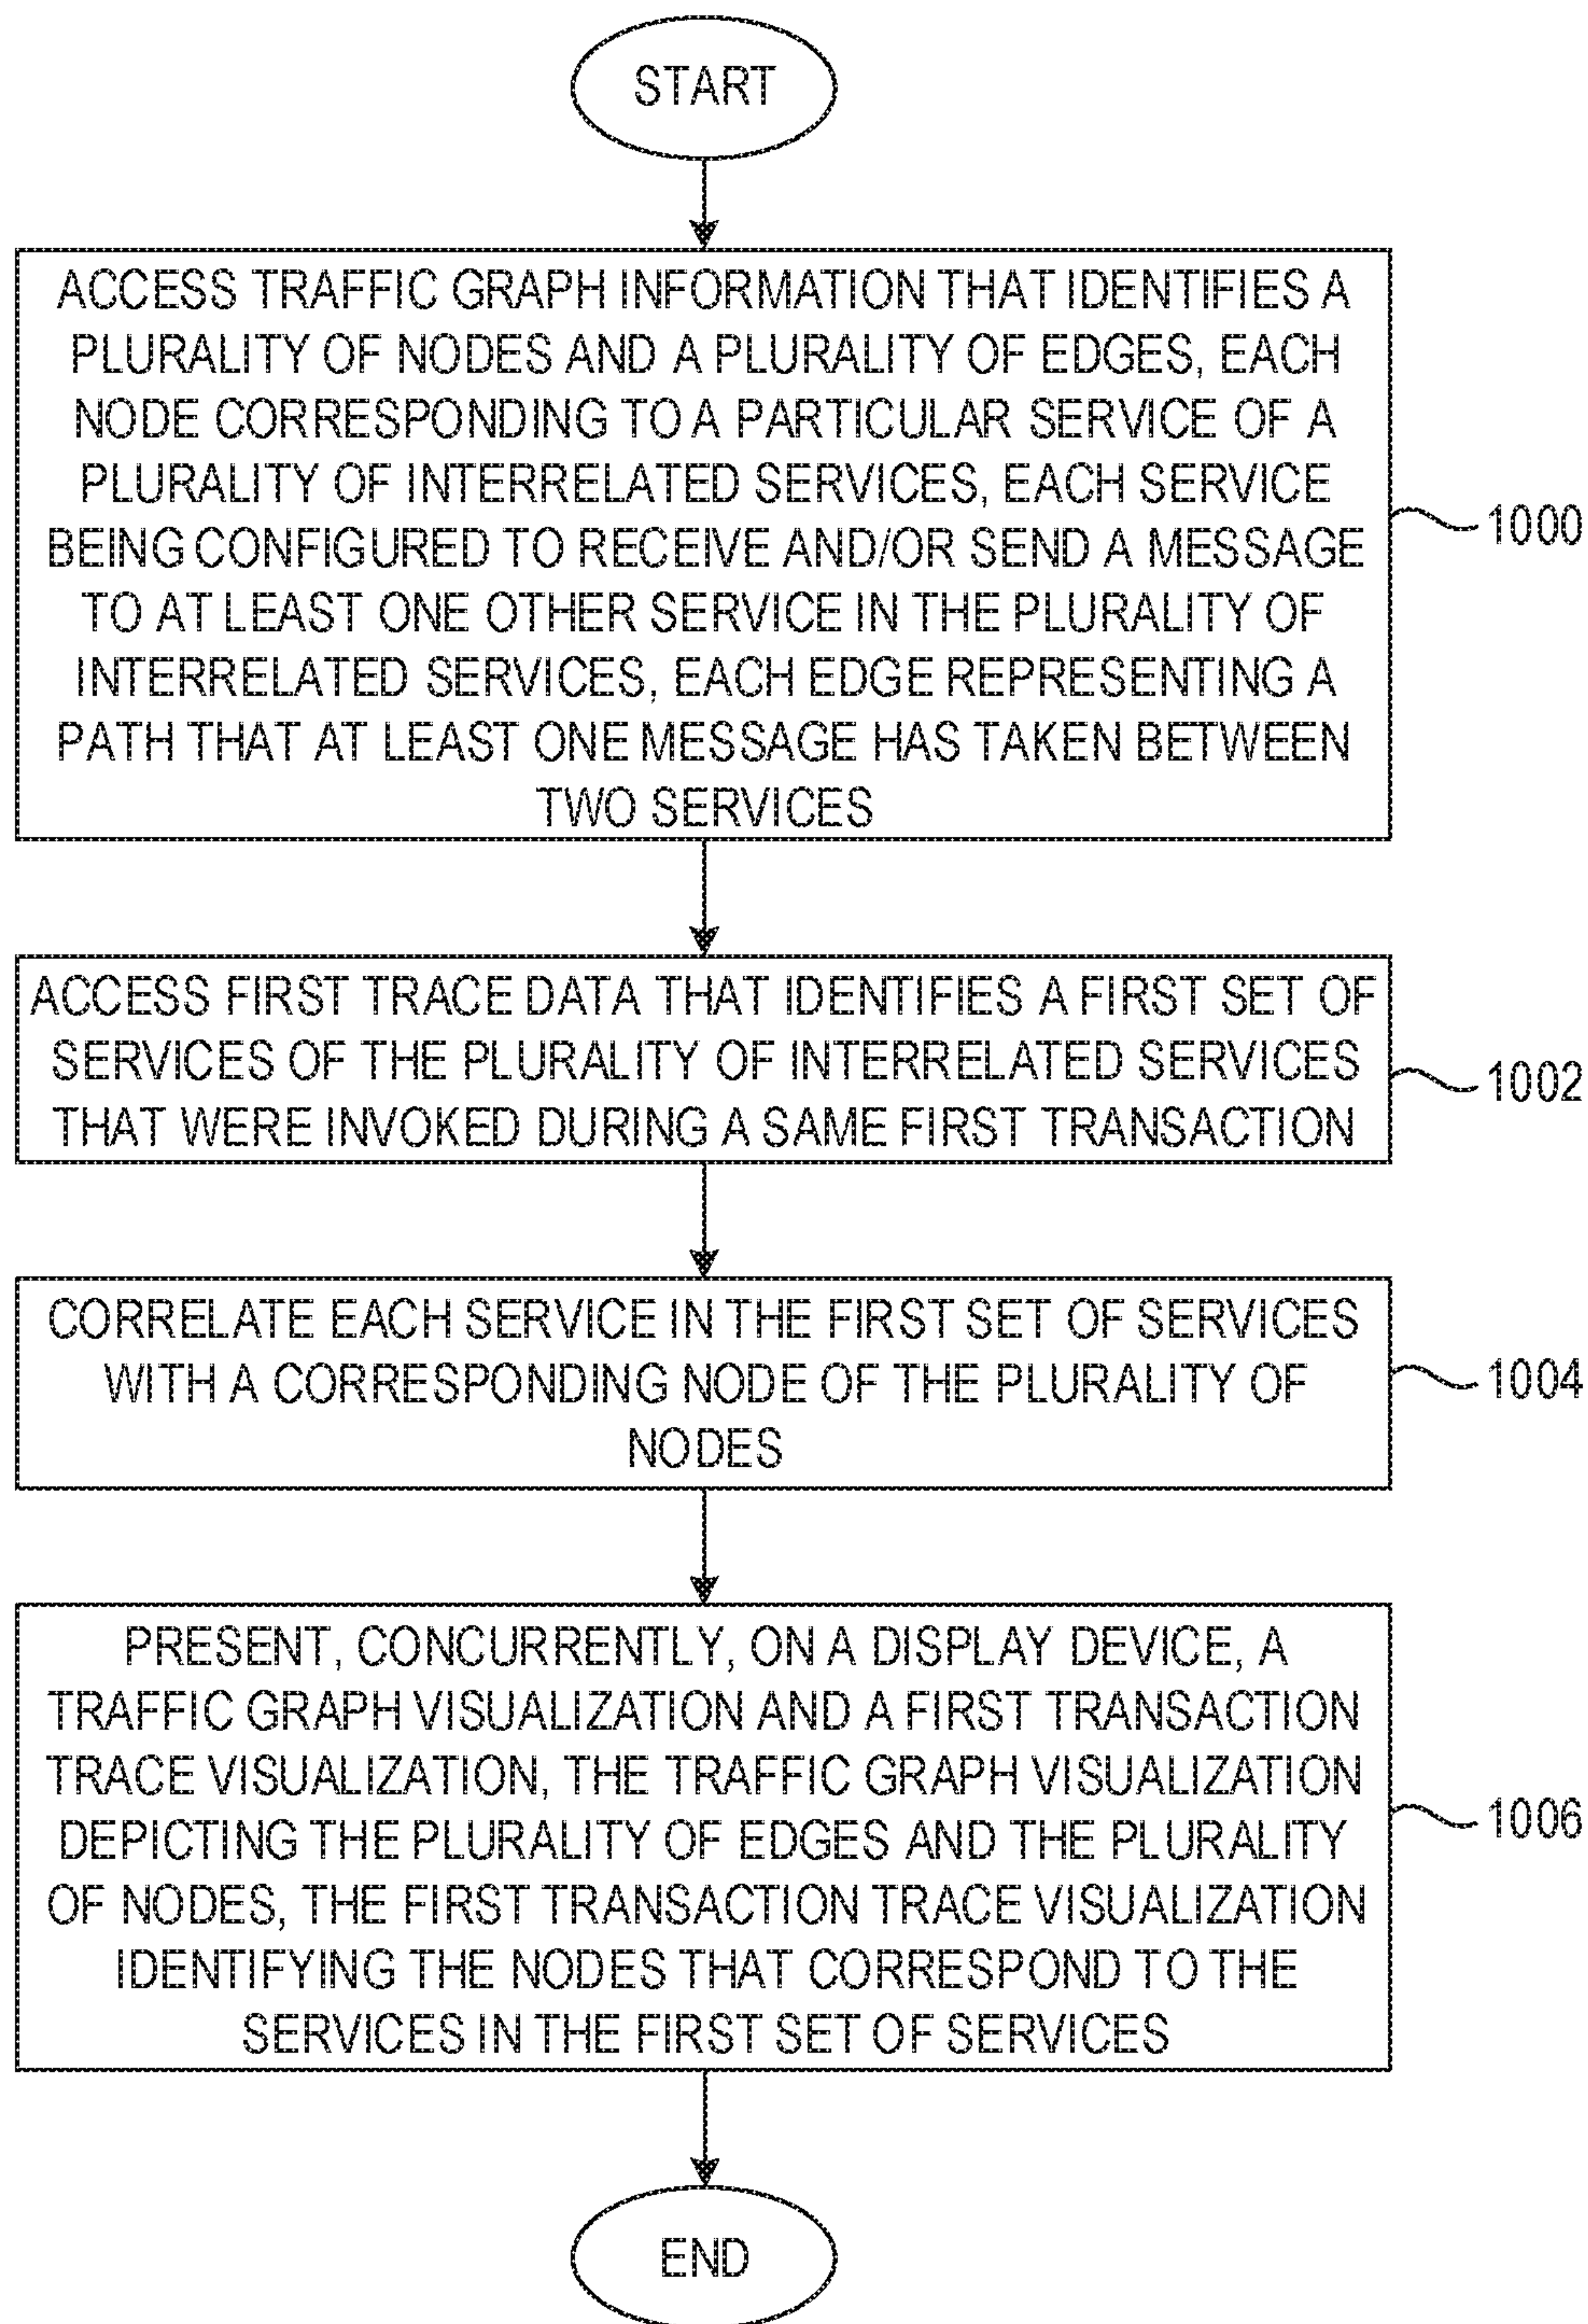 START
ACCESS TRAFFIC GRAPH INFORMATION THAT IDENTIFIES A
PLURALITY OF NODES AND A PLURALITY OF EDGES, EACH
NODE CORRESPONDING TO A PARTICULAR SERVICE OF A
PLURALITY OF INTERRELATED SERVICES, EACH SERVICE
BEING CONFIGURED TO RECEIVE AND/OR SEND A MESSAGE
TO AT LEAST ONE OTHER SERVICE IN THE PLURALITY OF
INTERRELATED SERVICES, EACH EDGE REPRESENTING A
PATH THAT AT LEAST ONE MESSAGE HAS TAKEN BETWEEN
TWO SERVICES
1000
ACCESS FIRST TRACE DATA THAT IDENTIFIES A FIRST SET OF
SERVICES OF THE PLURALITY OF INTERRELATED SERVICES
THAT WERE INVOKED DURING A SAME FIRST TRANSACTION
1002
CORRELATE EACH SERVICE IN THE FIRST SET OF SERVICES
WITH A CORRESPONDING NODE OF THE PLURALITY OF
NODES
1004
PRESENT, CONCURRENTLY, ON A DISPLAY DEVICE, A
TRAFFIC GRAPH VISUALIZATION AND A FIRST TRANSACTION
TRACE VISUALIZATION, THE TRAFFIC GRAPH VISUALIZATION
DEPICTING THE PLURALITY OF EDGES AND THE PLURALITY
OF NODES, THE FIRST TRANSACTION TRACE VISUALIZATION
IDENTIFYING THE NODES THAT CORRESPOND TO THE
SERVICES IN THE FIRST SET OF SERVICES
1006
END